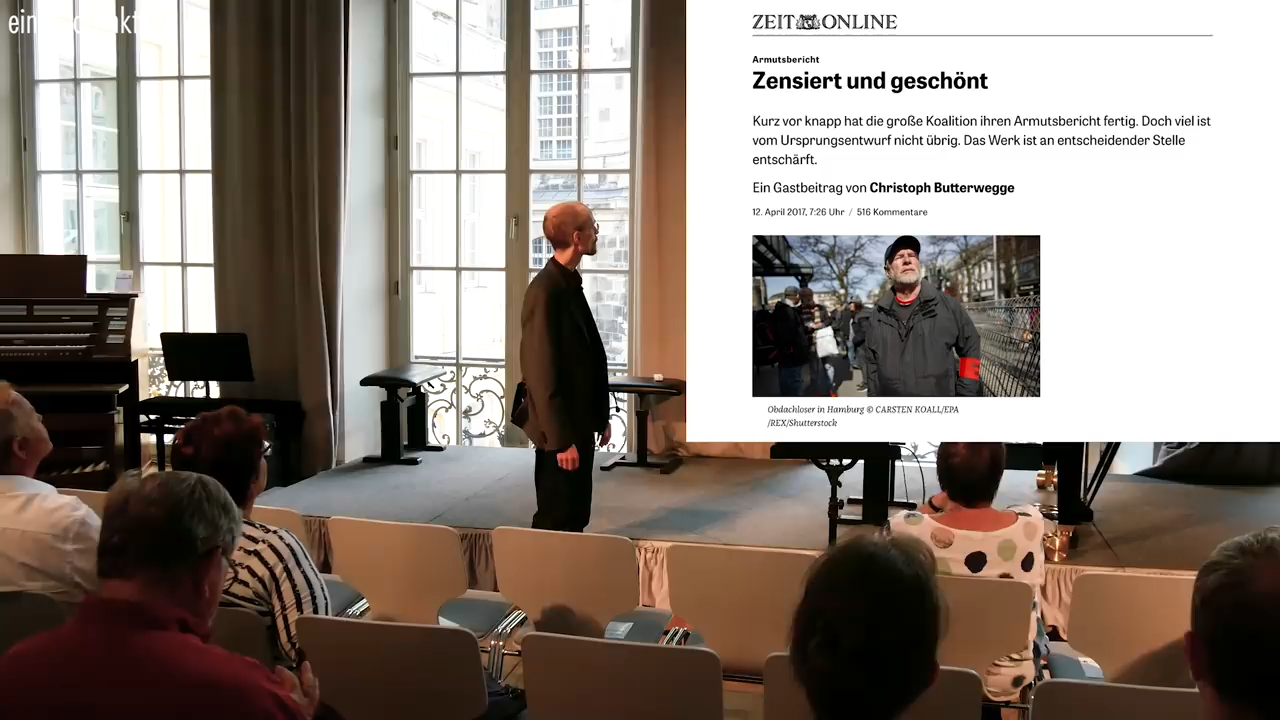 ZEIT ONLINE
Armutsbericht
Zensiert und geschönt
Kurz vor knapp hat die große Koalition ihren Armutsbericht fertig. Doch viel ist
vom Ursprungsentwurf nicht übrig. Das Werk ist an entscheidender Stelle
entschärft.
Ein Gastbeitrag von Christoph Butterwegge
12. April 2017, 7:26 Uhr / 516 Kommentare
Obdachloser in Hamburg © CARSTEN KOALL/EPA
/REX/Shutterstock